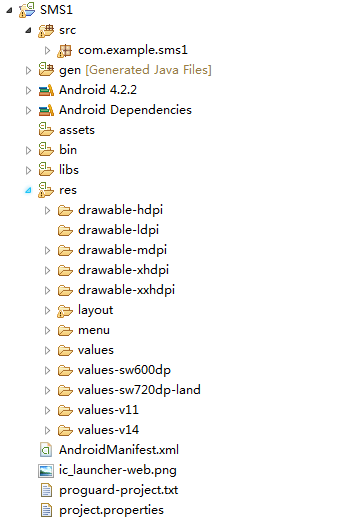 SMS1
src
com.example.sms1
gen [Generated Java Files]
Android 4.2.2
Android Dependencies
assets
bin
libs
res
drawable-hdpi
drawable-ldpi
drawable-mdpi
drawable-xhdpi
drawable-xxhdpi
layout
menu
values
values-sw600dp
values-sw720dp-land
values-v11
values-v14
AndroidManifest.xml
ic_launcher-web.png
proguard-project.txt
project.properties